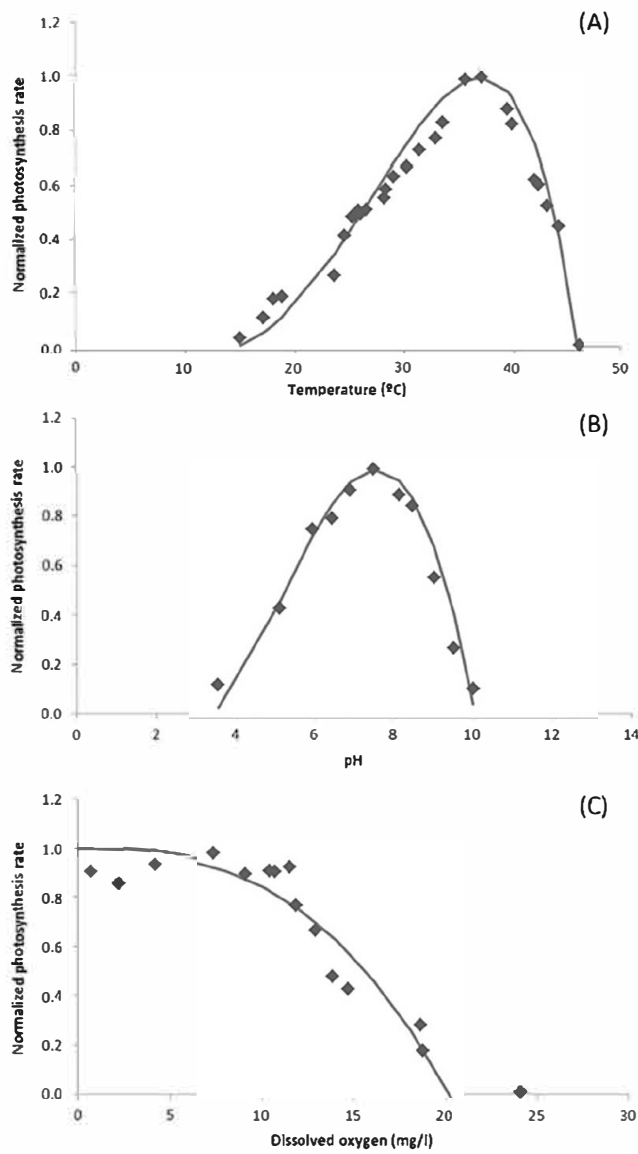 (A)
Normalized photosynthesis rate
1.2
1.0
0.8
0.6
0.4
0.2
0.0
0 10 20 30 40 50
Temperature (ºC)
(B)
Normalized photosynthesis rate
1.2
1.0
0.8
0.6
0.4
0.2
0.0
0 2 4 6 8 10 12 14
pH
(C)
Normalized photosynthesis rate
1.2
1.0
0.8
0.6
0.4
0.2
0.0
0 5 10 15 20 25 30
Dissolved oxygen (mg/l)